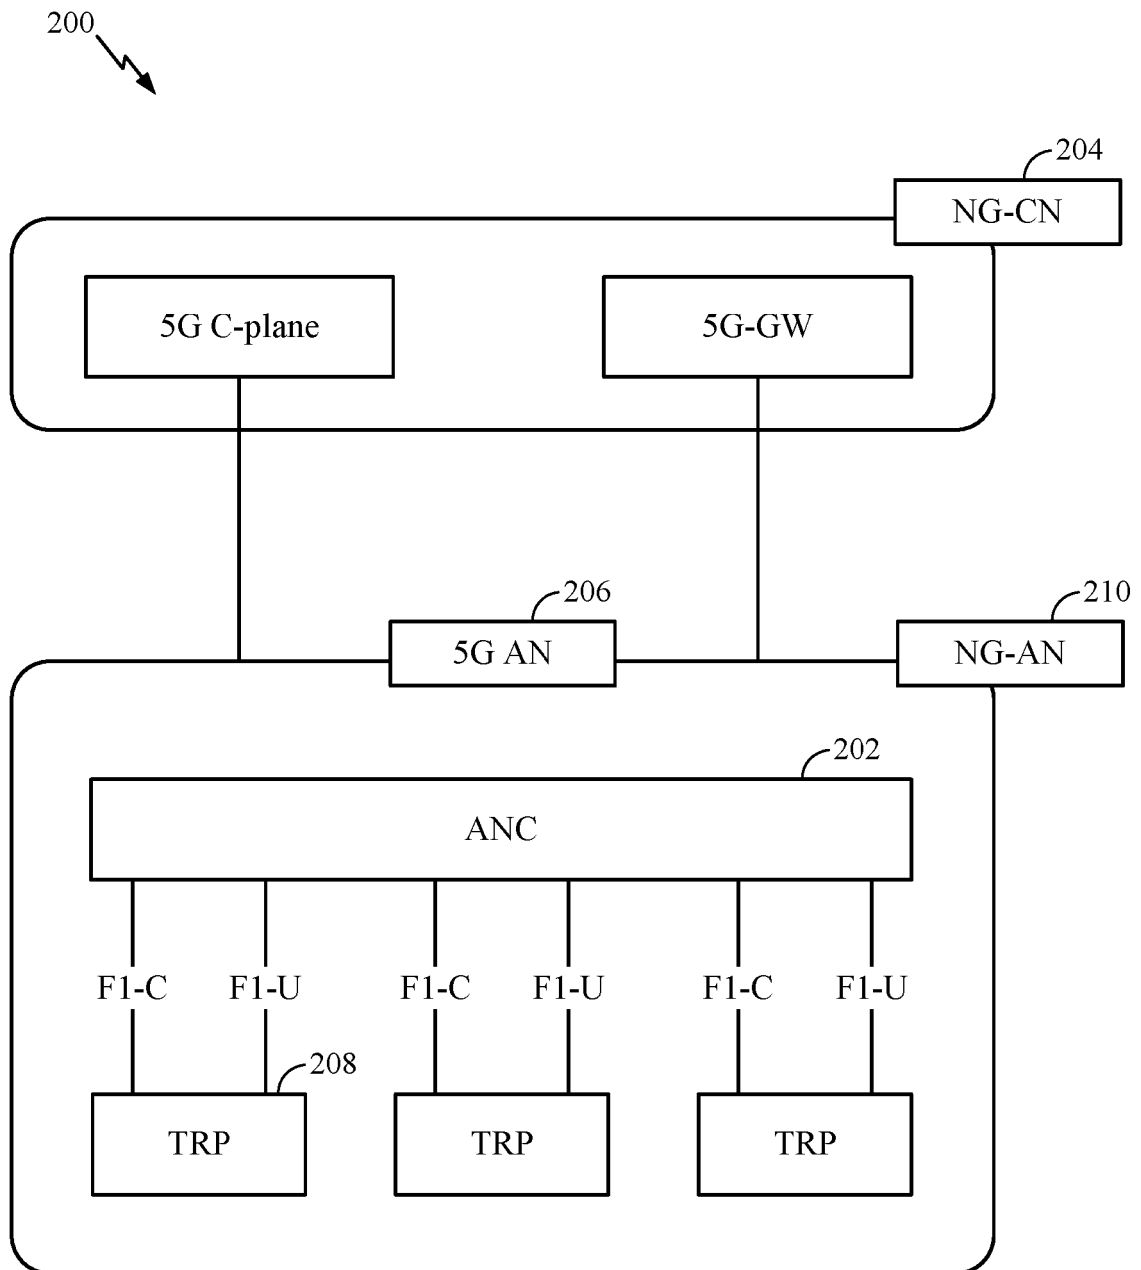 200
204
NG-CN
5G C-plane
5G-GW
206
210
5G AN
NG-AN
202
ANC
F1-C
F1-U
F1-C
F1-U
F1-C
F1-U
208
TRP
TRP
TRP